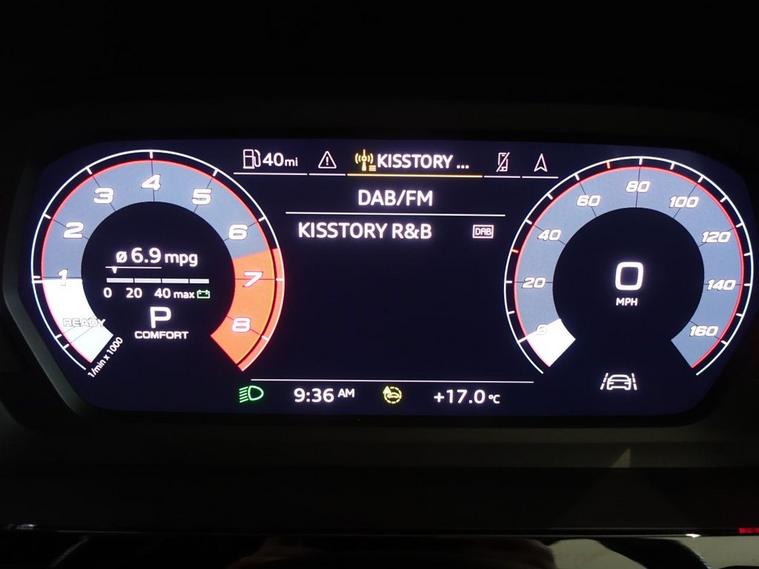 40mi KISSTORY ...
DAB/FM
KISSTORY R&B DAB
1 2 3 4 5 6 7 8
ø 6.9 mpg
0 20 40 max
P
COMFORT
READY
1/min x 1000
0 20 40 60 80 100 120 140 160
0
MPH
9:36 AM +17.0 °C